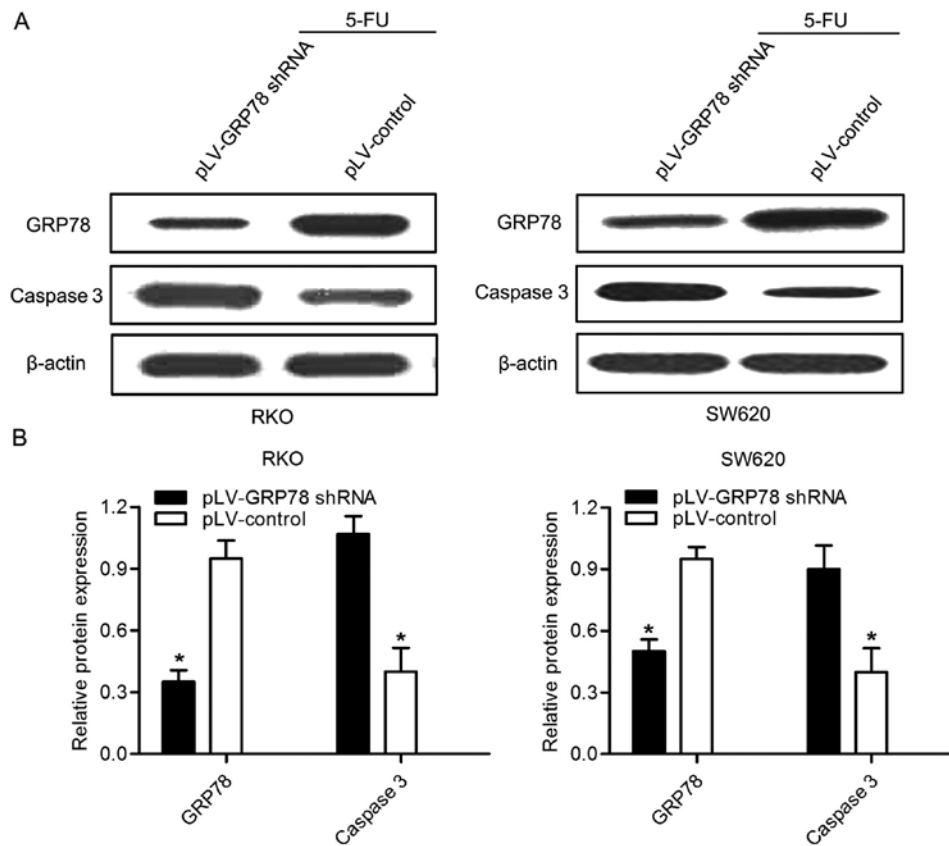 A
5-FU
pLV-GRP78 shRNA
pLV-control
GRP78
Caspase 3
β-actin
RKO
5-FU
pLV-GRP78 shRNA
pLV-control
GRP78
Caspase 3
β-actin
SW620
B
RKO
pLV-GRP78 shRNA
pLV-control
Relative protein expression
1.2
0.9
0.6
0.3
0.0
*
*
GRP78
Caspase 3
SW620
pLV-GRP78 shRNA
pLV-control
Relative protein expression
1.2
0.9
0.6
0.3
0.0
*
*
GRP78
Caspase 3